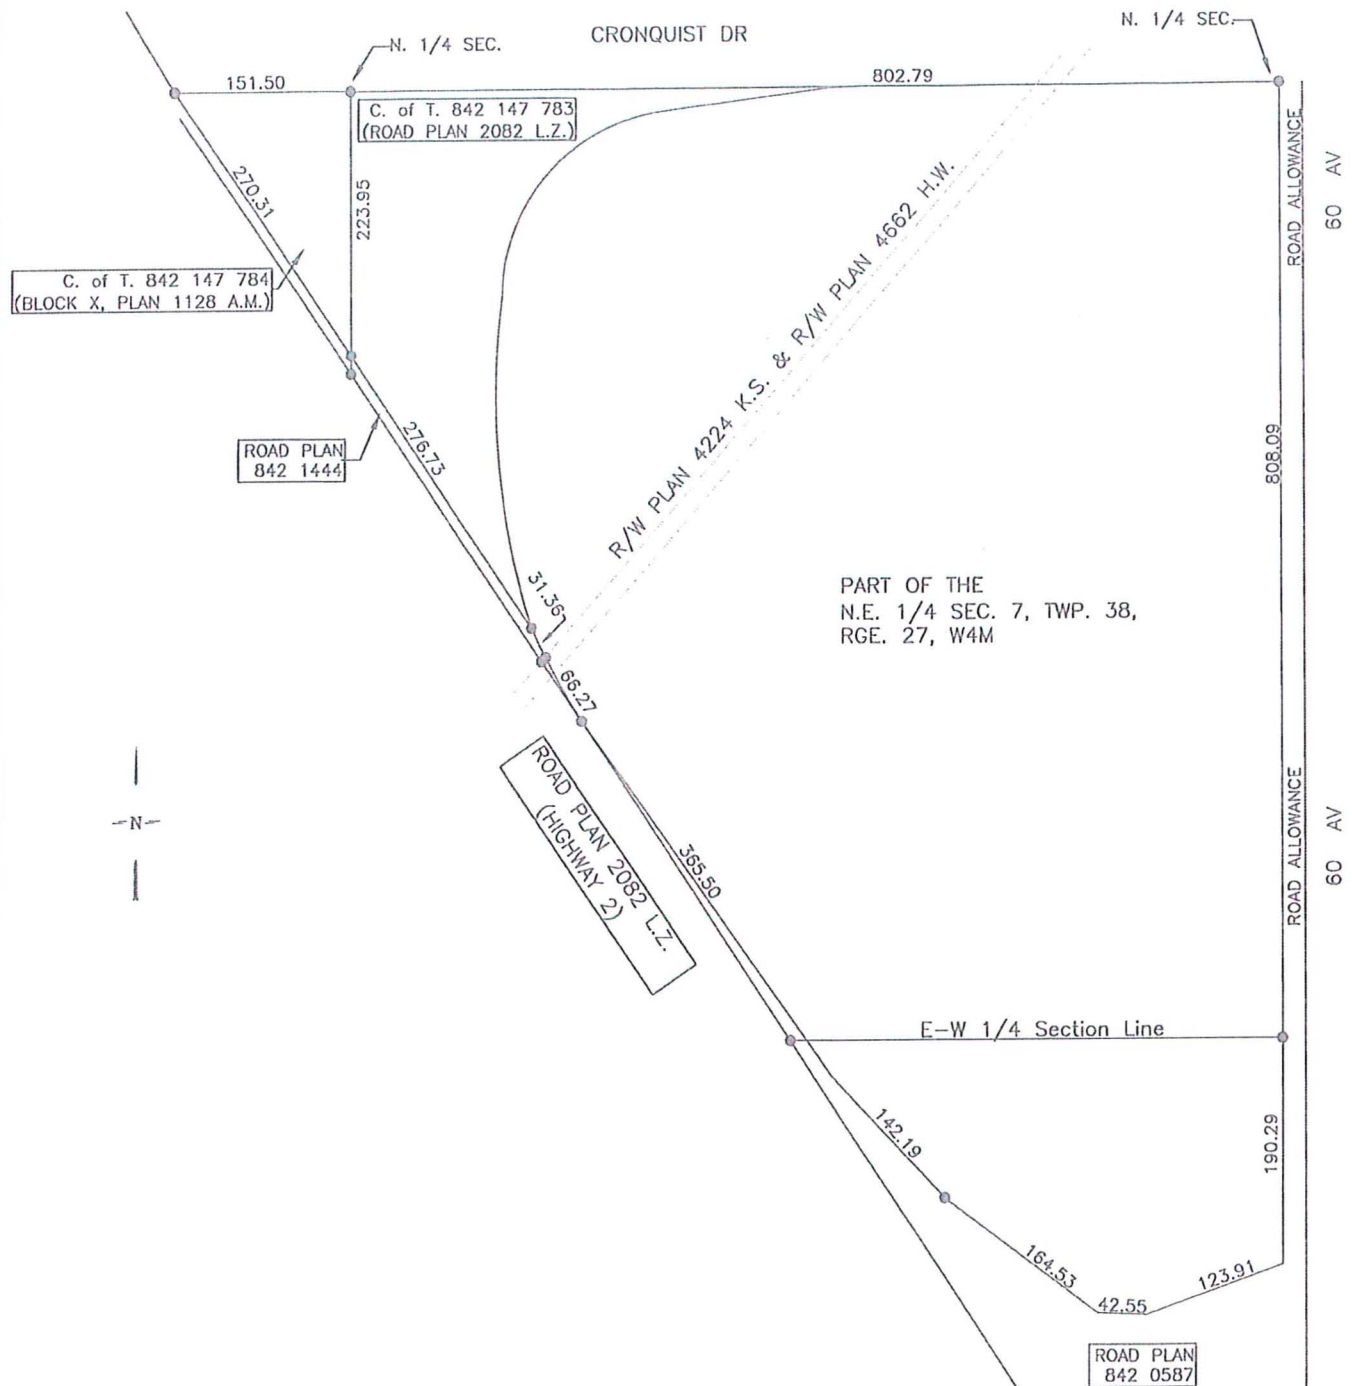 N. 1/4 SEC.
CRONQUIST DR
N. 1/4 SEC.
151.50
802.79
C. of T. 842 147 783
(ROAD PLAN 2082 L.Z.)
ROAD ALLOWANCE
60 AV
270.31
223.95
R/W PLAN 4224 K.S. & R/W PLAN 4662 H.W.
C. of T. 842 147 784
(BLOCK X, PLAN 1128 A.M.)
276.73
ROAD PLAN
842 1444
808.09
31.36
PART OF THE
N.E. 1/4 SEC. 7, TWP. 38,
RGE. 27, W4M
66.27
ROAD PLAN 2082 L.Z.
(HIGHWAY 2)
-N-
365.50
ROAD ALLOWANCE
60 AV
E-W 1/4 Section Line
142.19
190.29
164.53
42.55
123.91
ROAD PLAN
842 0587